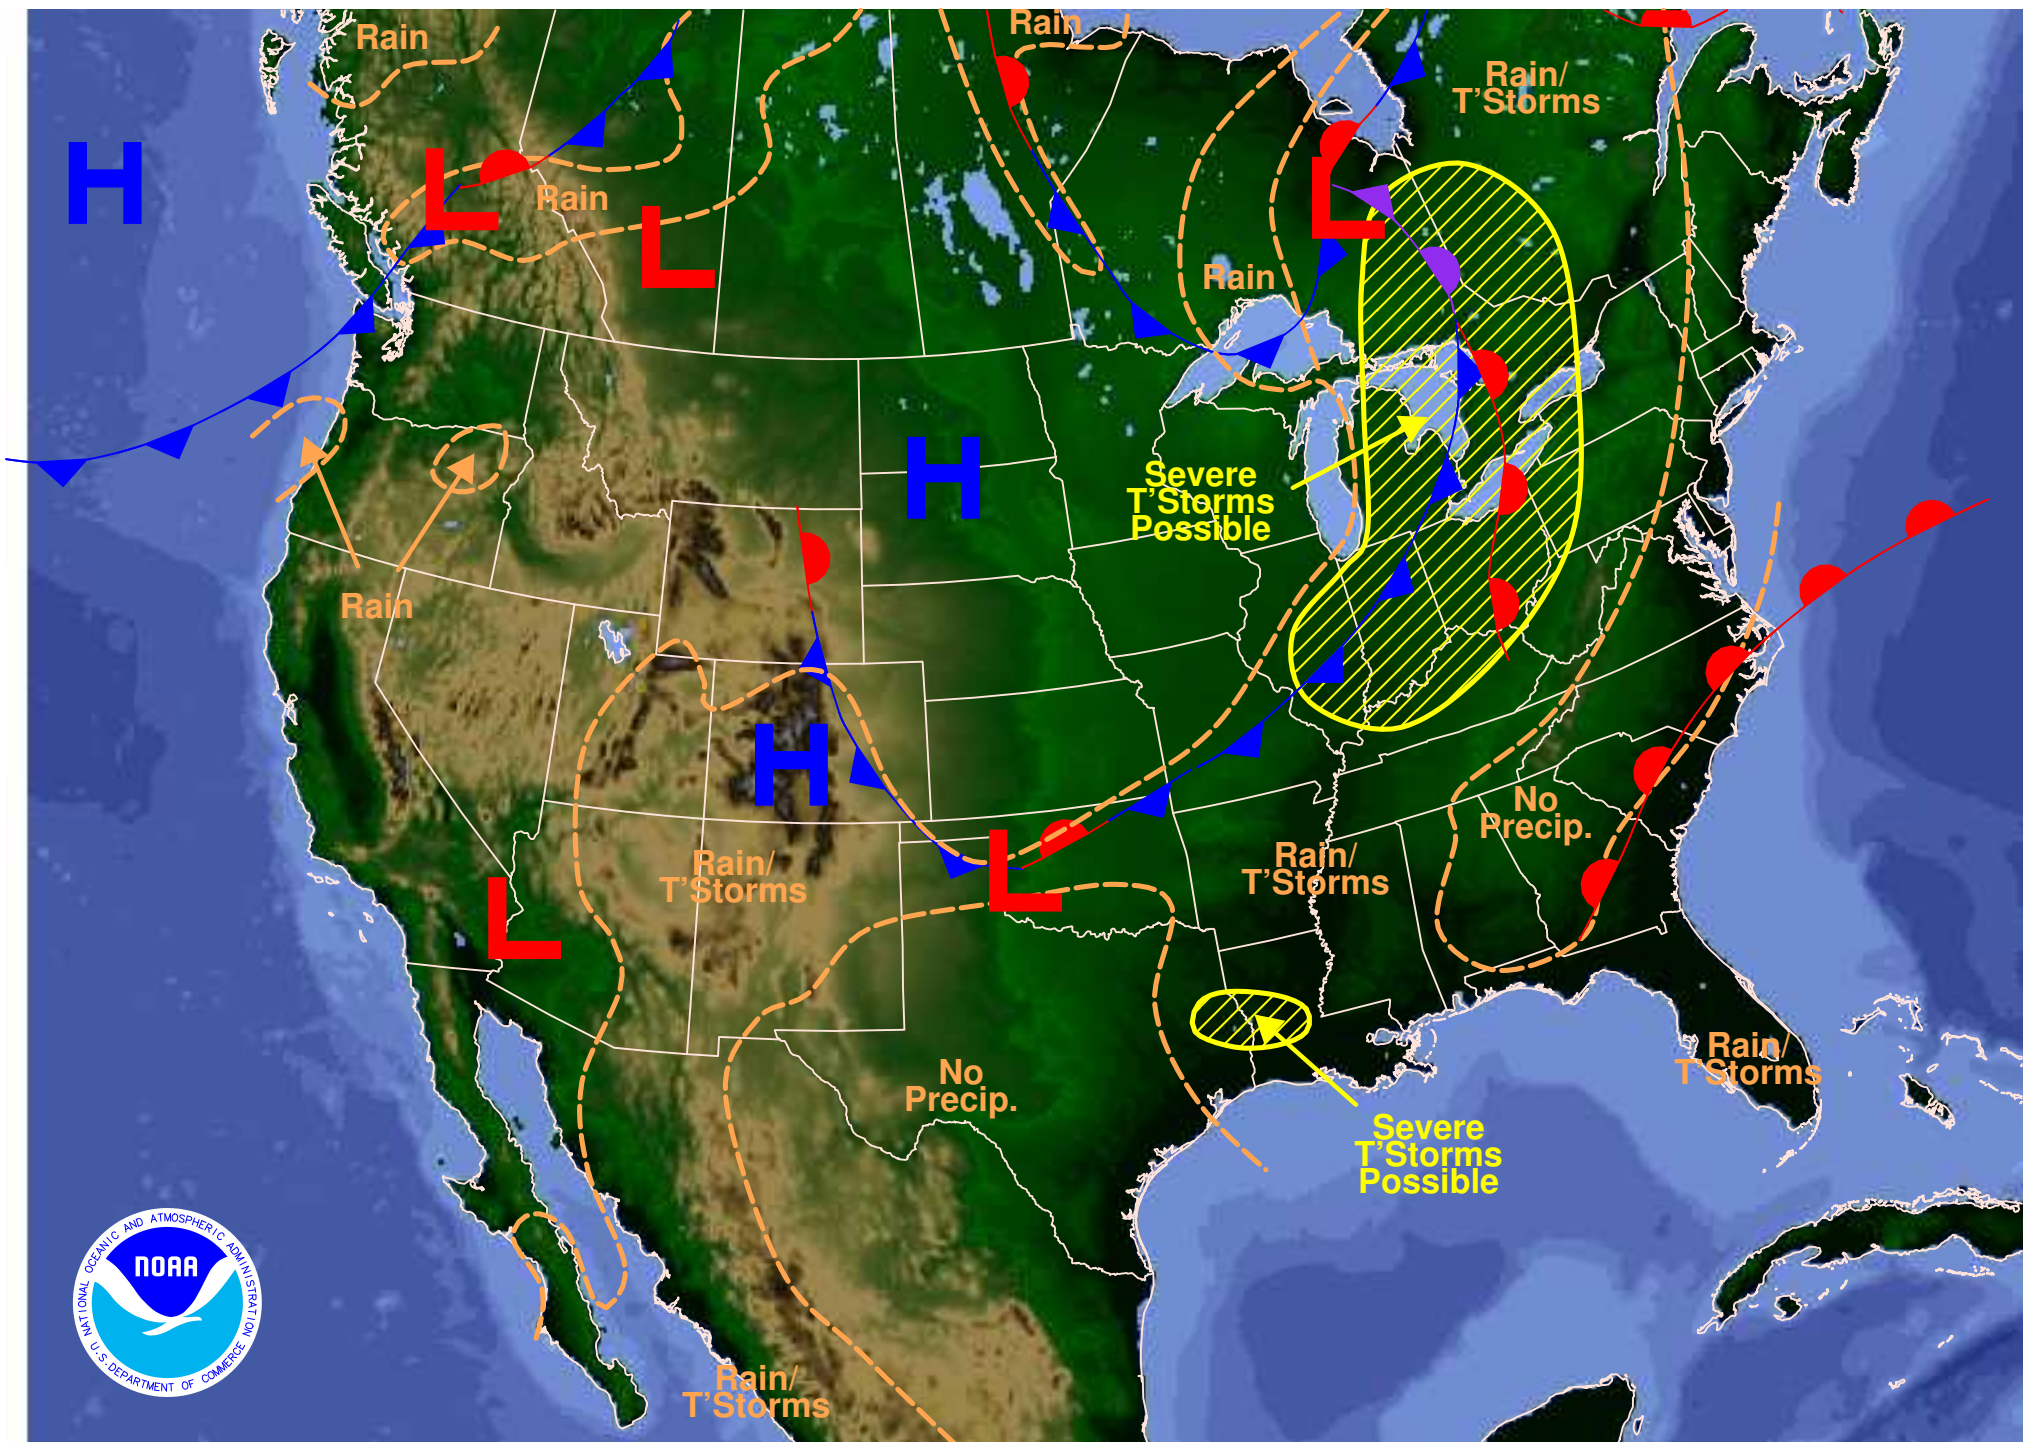 Rain
Rain
Rain/
T'Storms
H
L
Rain
L
L
Rain
Severe
T'Storms
Possible
H
Rain
H
No
Precip.
Rain/
T'Storms
L
Rain/
T'Storms
L
No
Precip.
Rain/
T'Storms
Severe
T'Storms
Possible
NATIONAL OCEANIC AND ATMOSPHERIC ADMINISTRATION
NOAA
U.S. DEPARTMENT OF COMMERCE
Rain/
T'Storms